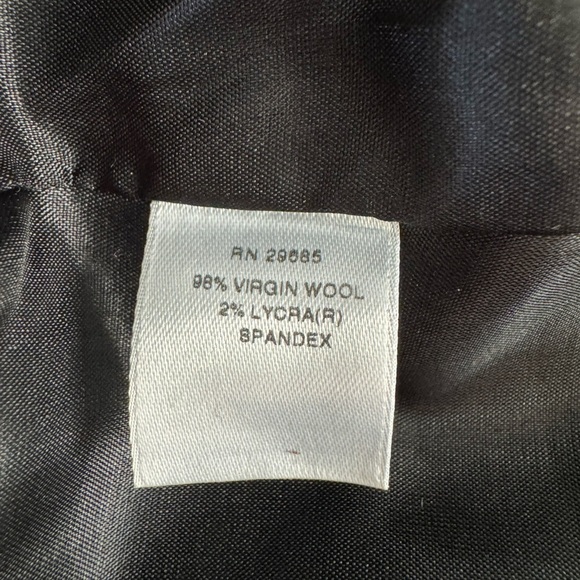 RN 29685
98% VIRGIN WOOL
2% LYCRA(R)
SPANDEX